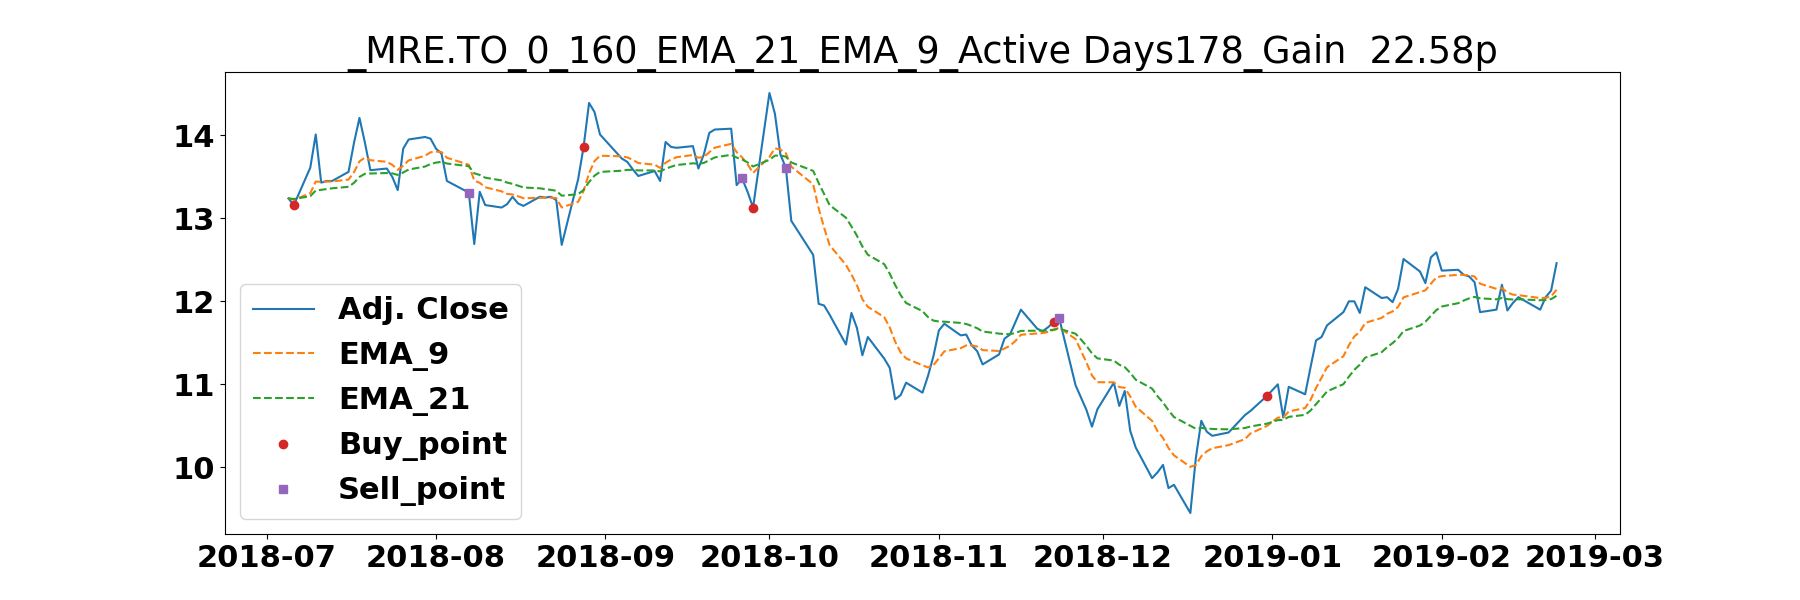 _MRE.TO_0_160_EMA_21_EMA_9_Active Days178_Gain  22.58p
14
13
12
11
10
Adj. Close
EMA_9
EMA_21
Buy_point
Sell_point
2018-07 2018-08 2018-09 2018-10 2018-11 2018-12 2019-01 2019-02 2019-03